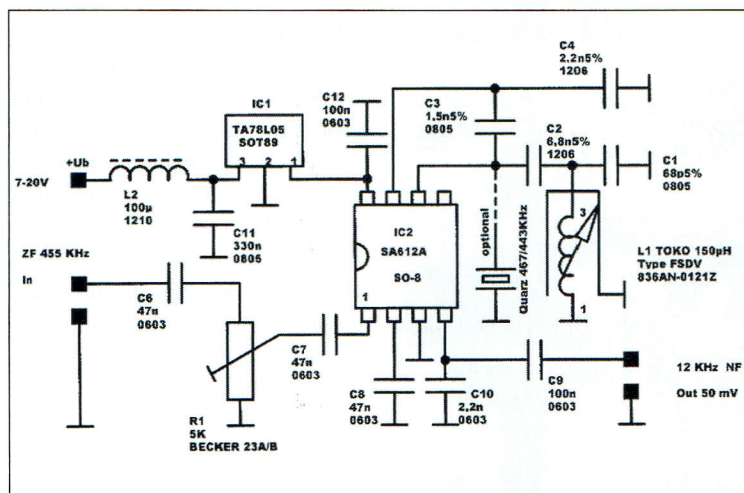 C4
2,2n5%
1206
IC1
C12
100n
0603
C3
1,5n5%
0805
TA78L05
SOT89
3 2 1
C2
6,8n5%
1206
C1
68p5%
0805
+Ub
7-20V
L2
100µ
1210
C11
330n
0805
IC2
SA612A
SO-8
1
optional
Quarz 467/443KHz
3
1
L1 TOKO 150µH
Type FSDV
836AN-0121Z
ZF 455 KHz
In
C6
47n
0603
C7
47n
0603
R1
5K
BECKER 23A/B
C8
47n
0603
C10
2,2n
0603
C9
100n
0603
12 KHz NF
Out 50 mV